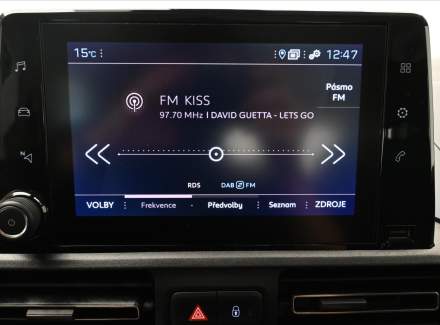 15°C
12:47
Pásmo
FM
FM KISS
97.70 MHz I DAVID GUETTA - LETS GO
RDS DAB FM
VOLBY Frekvence - Předvolby Seznam ZDROJE
N